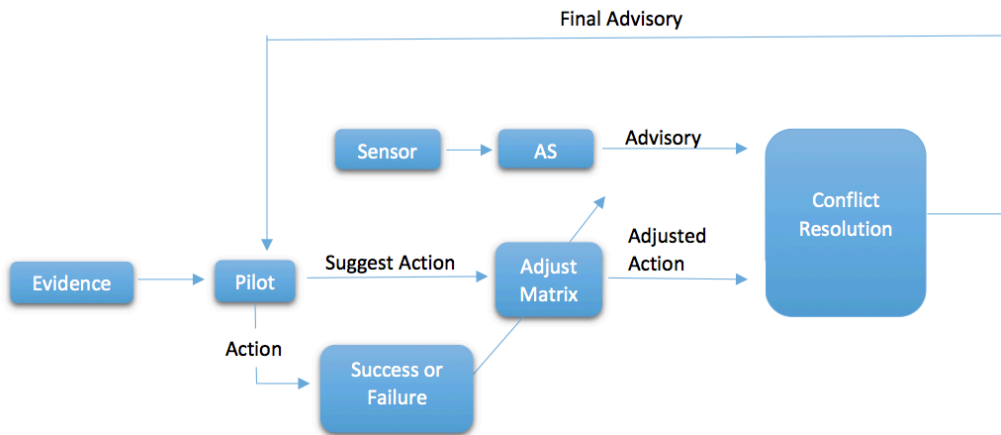 Final Advisory
Sensor
AS
Advisory
Conflict
Resolution
Evidence
Pilot
Suggest Action
Adjust
Matrix
Adjusted
Action
Action
Success or
Failure